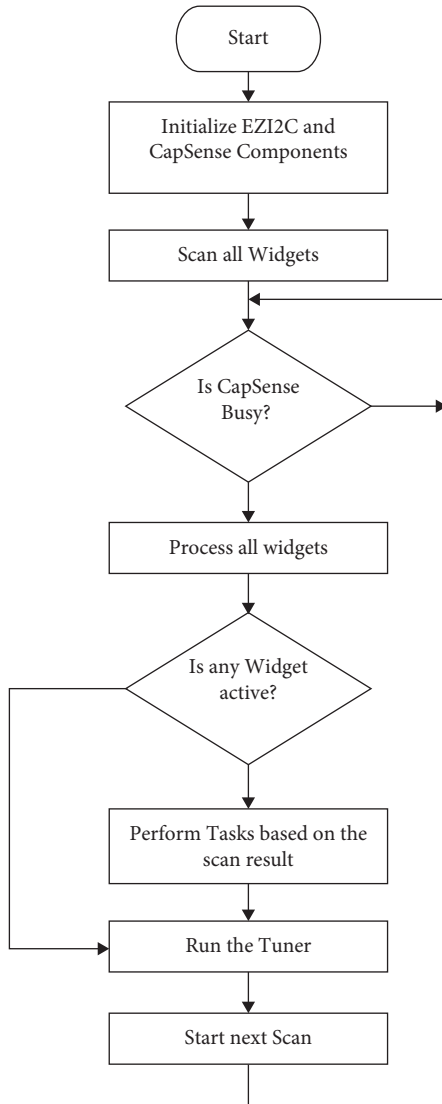 Start
Initialize EZI2C and
CapSense Components
Scan all Widgets
Is CapSense
Busy?
Process all widgets
Is any Widget
active?
Perform Tasks based on the
scan result
Run the Tuner
Start next Scan